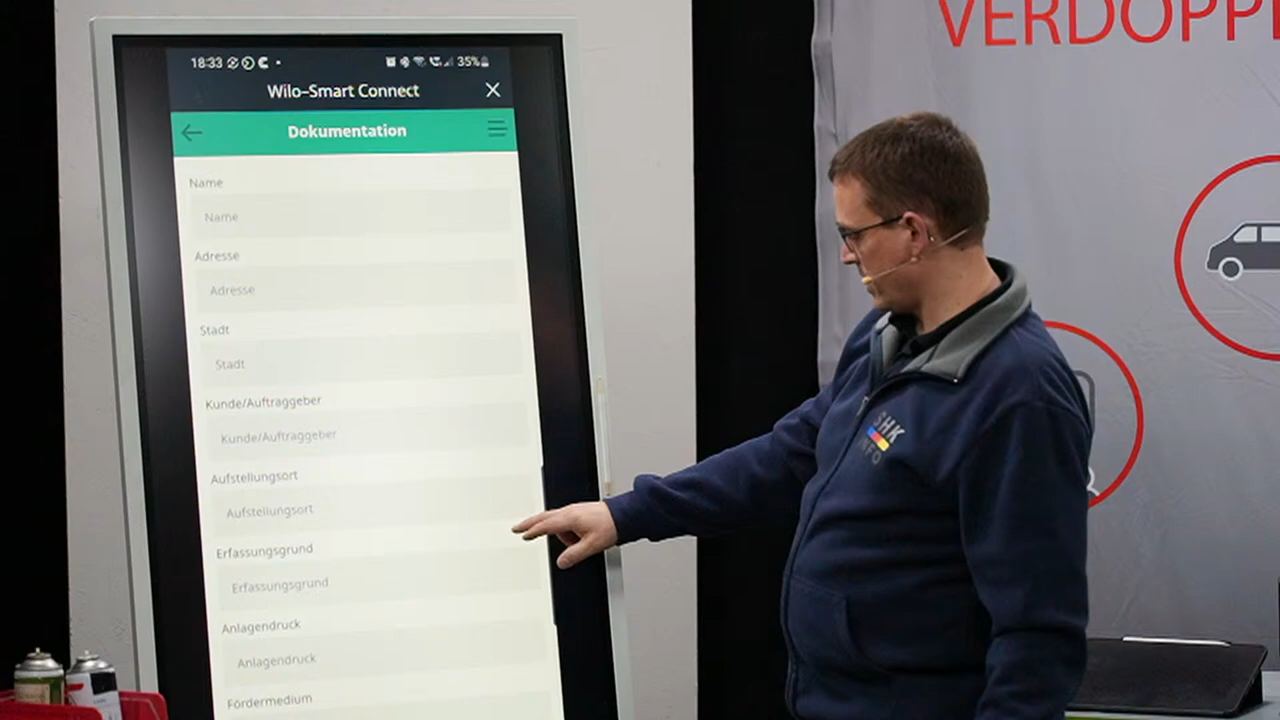 18:33
35%
Wilo-Smart Connect
Dokumentation
Name
Name
Adresse
Adresse
Stadt
Stadt
Kunde/Auftraggeber
Kunde/Auftraggeber
Aufstellungsort
Aufstellungsort
Erfassungsgrund
Erfassungsgrund
Anlagendruck
Anlagendruck
Fördermedium
VERDOPP
SHK